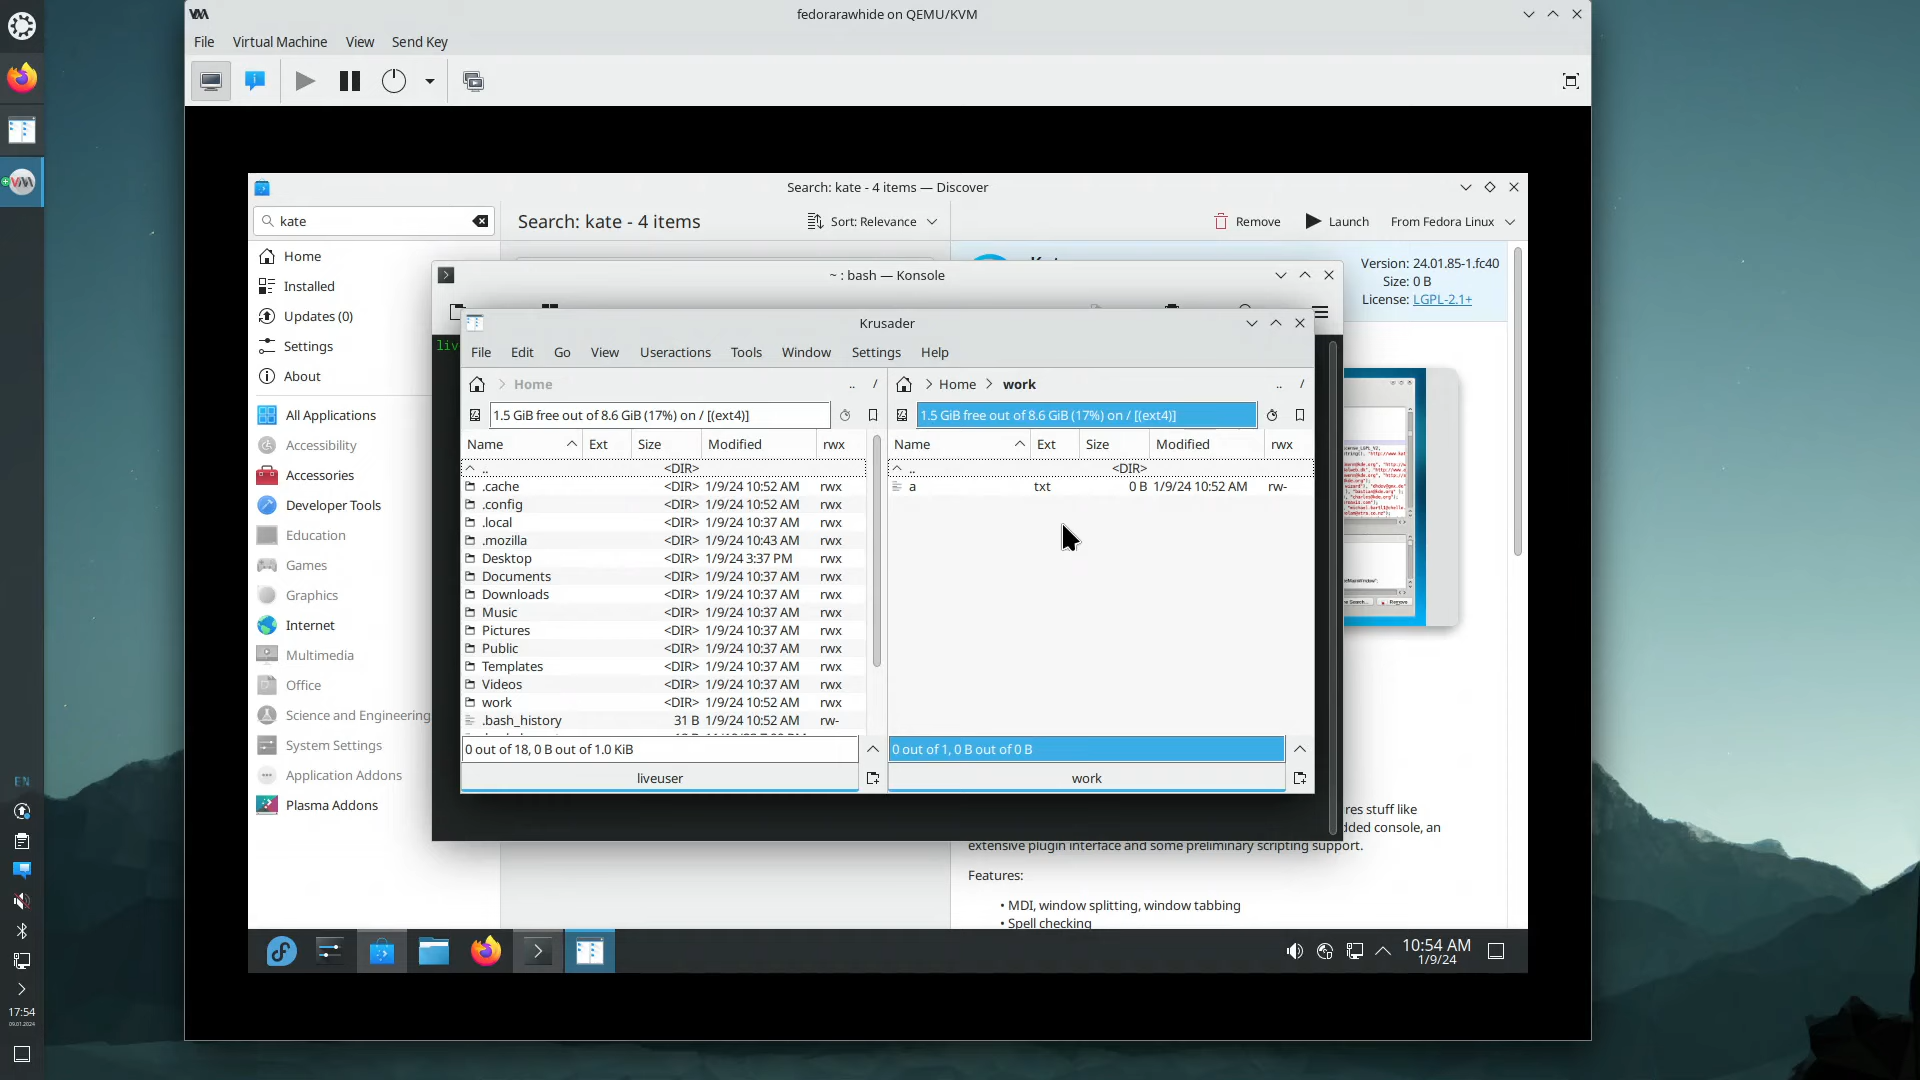 fedorarawhide on QEMU/KVM
File Virtual Machine View Send Key
Search: kate - 4 items — Discover
kate
Search: kate - 4 items
Sort: Relevance
Remove
Launch
From Fedora Linux
Home
Installed
Updates (0)
Settings
About
All Applications
Accessibility
Accessories
Developer Tools
Education
Games
Graphics
Internet
Multimedia
Office
Science and Engineering
System Settings
Application Addons
Plasma Addons
Version: 24.01.85-1.fc40
Size: 0 B
License: LGPL-2.1+
~ : bash — Konsole
liv
Krusader
File Edit Go View Useractions Tools Window Settings Help
Home .. /
Home work .. /
1.5 GiB free out of 8.6 GiB (17%) on / [(ext4)]
1.5 GiB free out of 8.6 GiB (17%) on / [(ext4)]
Name Ext Size Modified rwx
.. <DIR>
.cache <DIR> 1/9/24 10:52 AM rwx
.config <DIR> 1/9/24 10:52 AM rwx
.local <DIR> 1/9/24 10:37 AM rwx
.mozilla <DIR> 1/9/24 10:43 AM rwx
Desktop <DIR> 1/9/24 3:37 PM rwx
Documents <DIR> 1/9/24 10:37 AM rwx
Downloads <DIR> 1/9/24 10:37 AM rwx
Music <DIR> 1/9/24 10:37 AM rwx
Pictures <DIR> 1/9/24 10:37 AM rwx
Public <DIR> 1/9/24 10:37 AM rwx
Templates <DIR> 1/9/24 10:37 AM rwx
Videos <DIR> 1/9/24 10:37 AM rwx
work <DIR> 1/9/24 10:52 AM rwx
.bash_history 31 B 1/9/24 10:52 AM rw-
0 out of 18, 0 B out of 1.0 KiB
liveuser
Name Ext Size Modified rwx
.. <DIR>
a txt 0 B 1/9/24 10:52 AM rw-
0 out of 1, 0 B out of 0 B
work
res stuff like
dded console, an
extensive plugin interface and some preliminary scripting support.
Features:
• MDI, window splitting, window tabbing
• Spell checking
10:54 AM
1/9/24
EN
17:54
09.01.2024